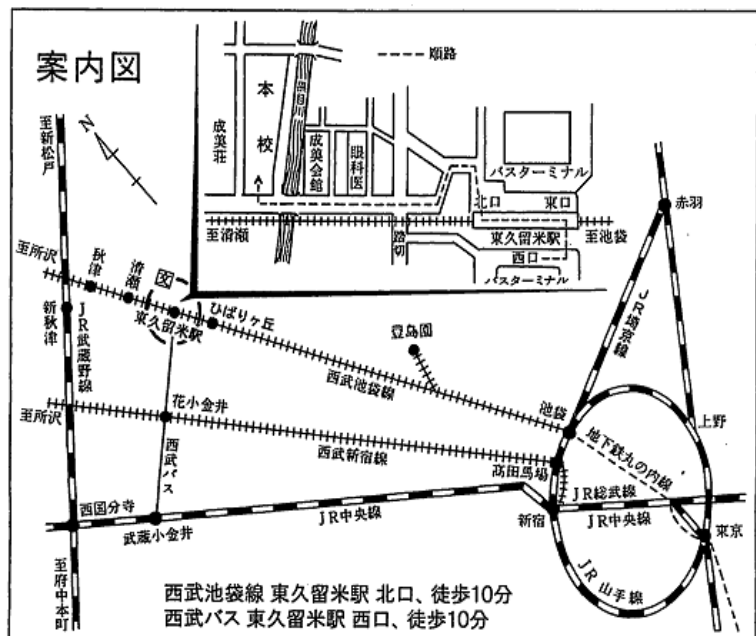 案内図
順路
本校
黒目川
成美荘
成美会館
眼科医
バスターミナル
北口
東口
至清瀬
踏切
東久留米駅
至池袋
西口
バスターミナル
至新松戸
N
赤羽
至所沢
秋津
清瀬
図
東久留米駅
ひばりヶ丘
新秋津
JR武蔵野線
豊島園
JR埼京線
西武池袋線
池袋
上野
至所沢
花小金井
西武新宿線
西武バス
高田馬場
地下鉄丸の内線
西国分寺
武蔵小金井
JR中央線
新宿
JR総武線
JR中央線
東京
JR山手線
至府中本町
西武池袋線 東久留米駅 北口、徒歩10分
西武バス 東久留米駅 西口、徒歩10分